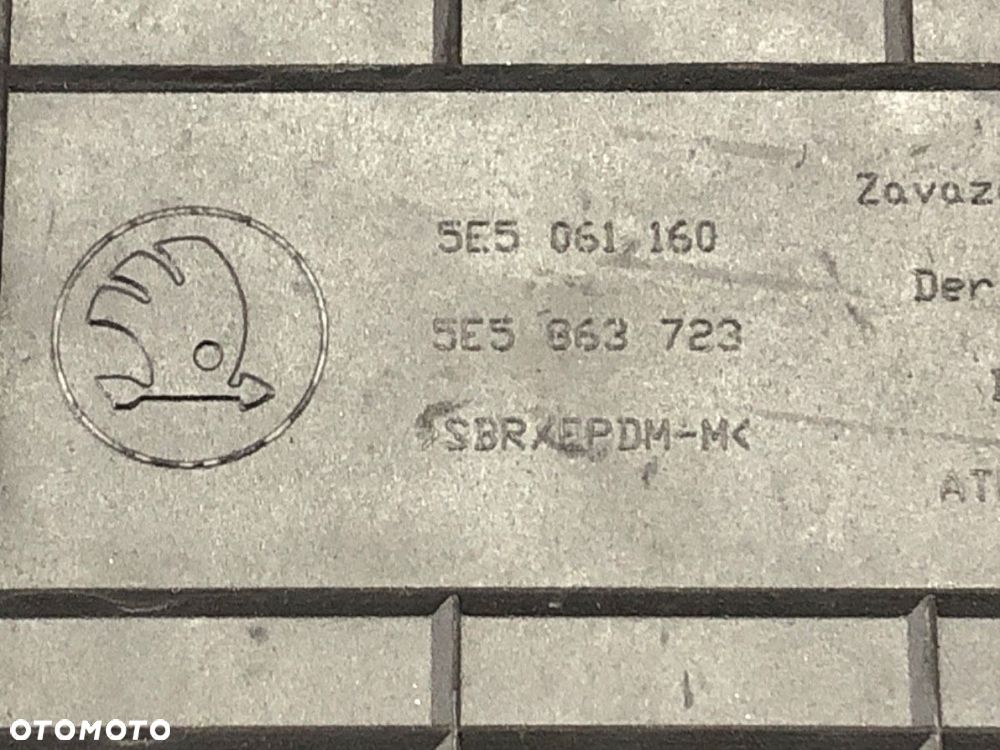 5E5 061 160
5E5 863 723
>SBR/EPDM-M<
Zavaz
Der
AT
OTOMOTO